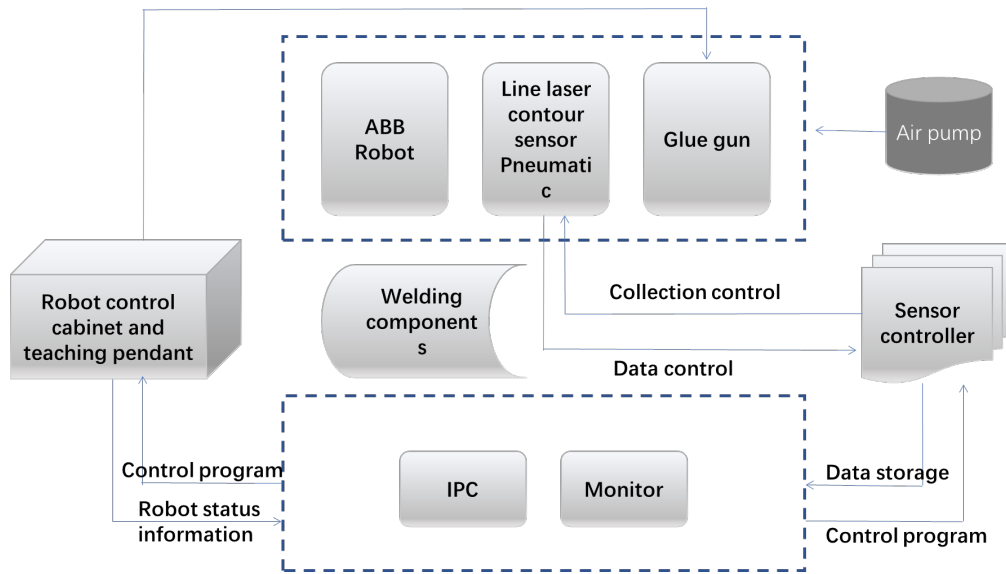 ABB
Robot
Line laser
contour
sensor
Pneumati
c
Glue gun
Air pump
Robot control
cabinet and
teaching pendant
Welding
component
s
Collection control
Data control
Sensor
controller
Control program
Robot status
information
IPC
Monitor
Data storage
Control program